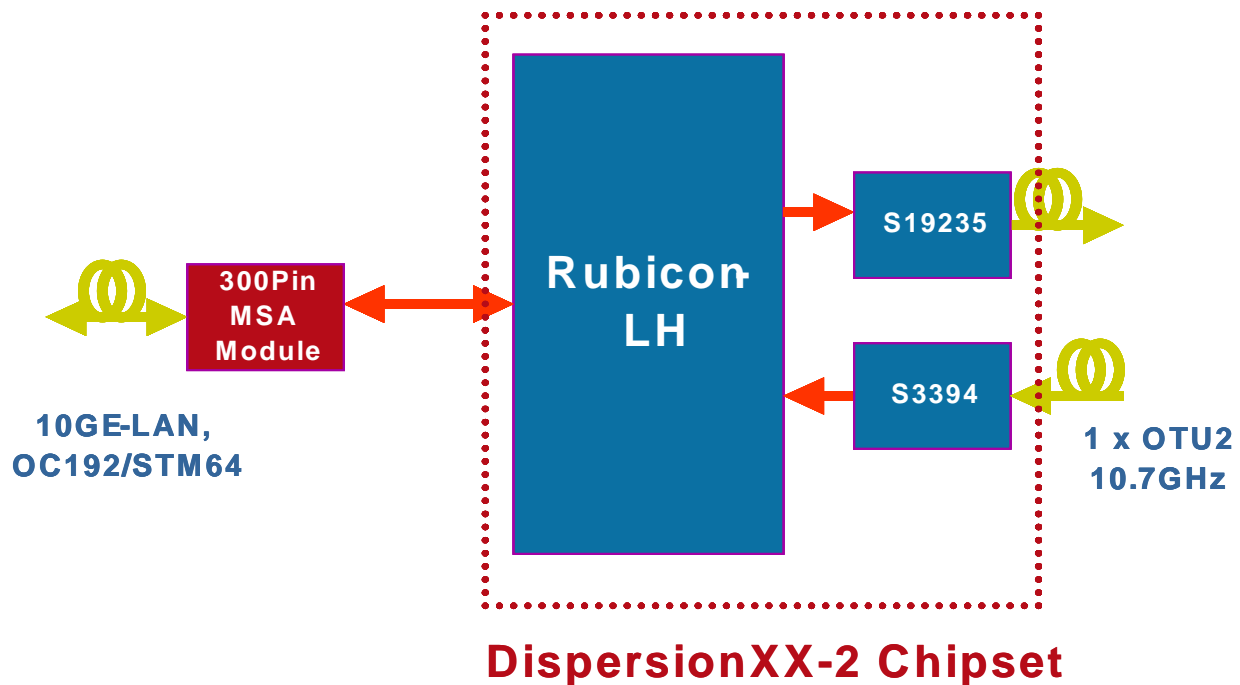 300Pin
MSA
Module
10GE-LAN,
OC192/STM64
Rubicon-
LH
S19235
S3394
1 x OTU2
10.7GHz
DispersionXX-2 Chipset